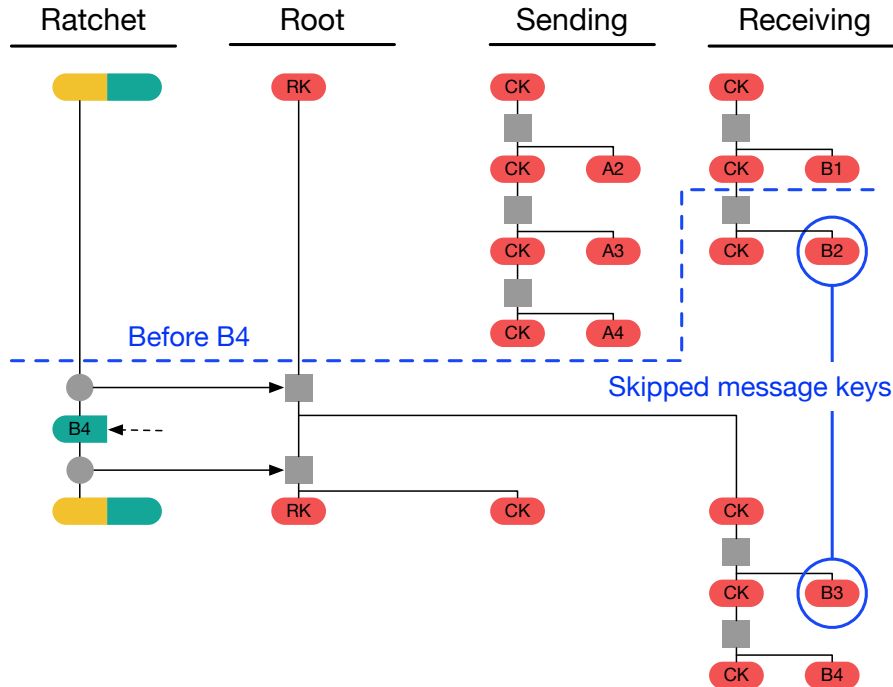 Ratchet Root Sending Receiving
RK CK CK
CK A2 CK B1
CK A3 CK B2
CK A4
Before B4
Skipped message keys
B4
RK CK CK
CK B3
CK B4